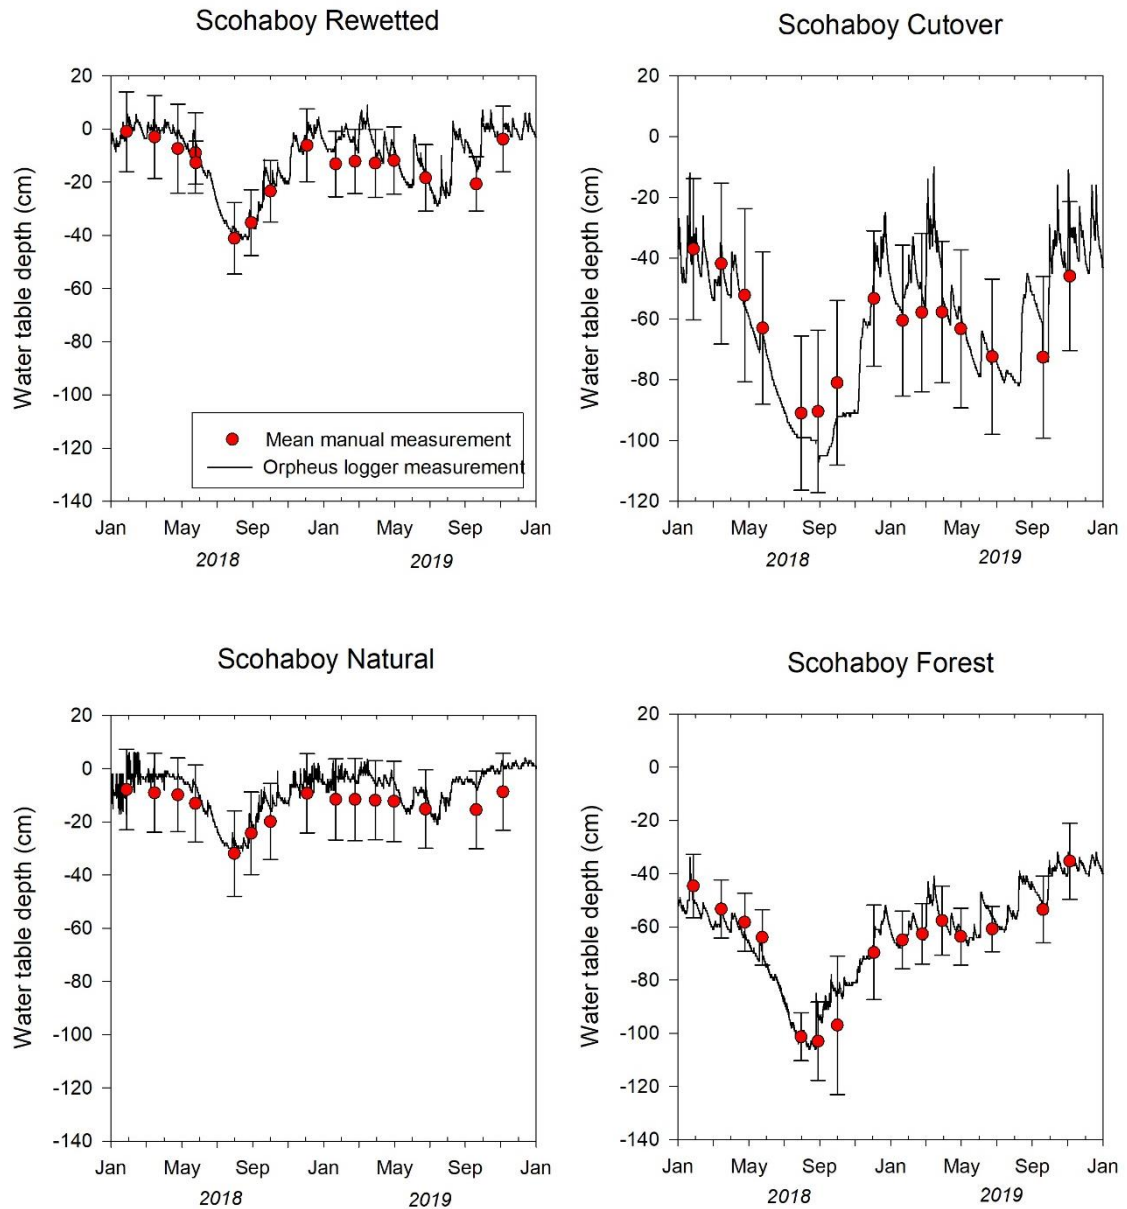 Scohaboy Rewetted
20
0
-20
-40
-60
-80
-100
-120
-140
Water table depth (cm)
Mean manual measurement
Orpheus logger measurement
Jan May Sep Jan May Sep Jan
2018 2019
Scohaboy Cutover
20
0
-20
-40
-60
-80
-100
-120
Water table depth (cm)
Jan May Sep Jan May Sep Jan
2018 2019
Scohaboy Natural
20
0
-20
-40
-60
-80
-100
-120
-140
Water table depth (cm)
Jan May Sep Jan May Sep Jan
2018 2019
Scohaboy Forest
20
0
-20
-40
-60
-80
-100
-120
-140
Water table depth (cm)
Jan May Sep Jan May Sep Jan
2018 2019